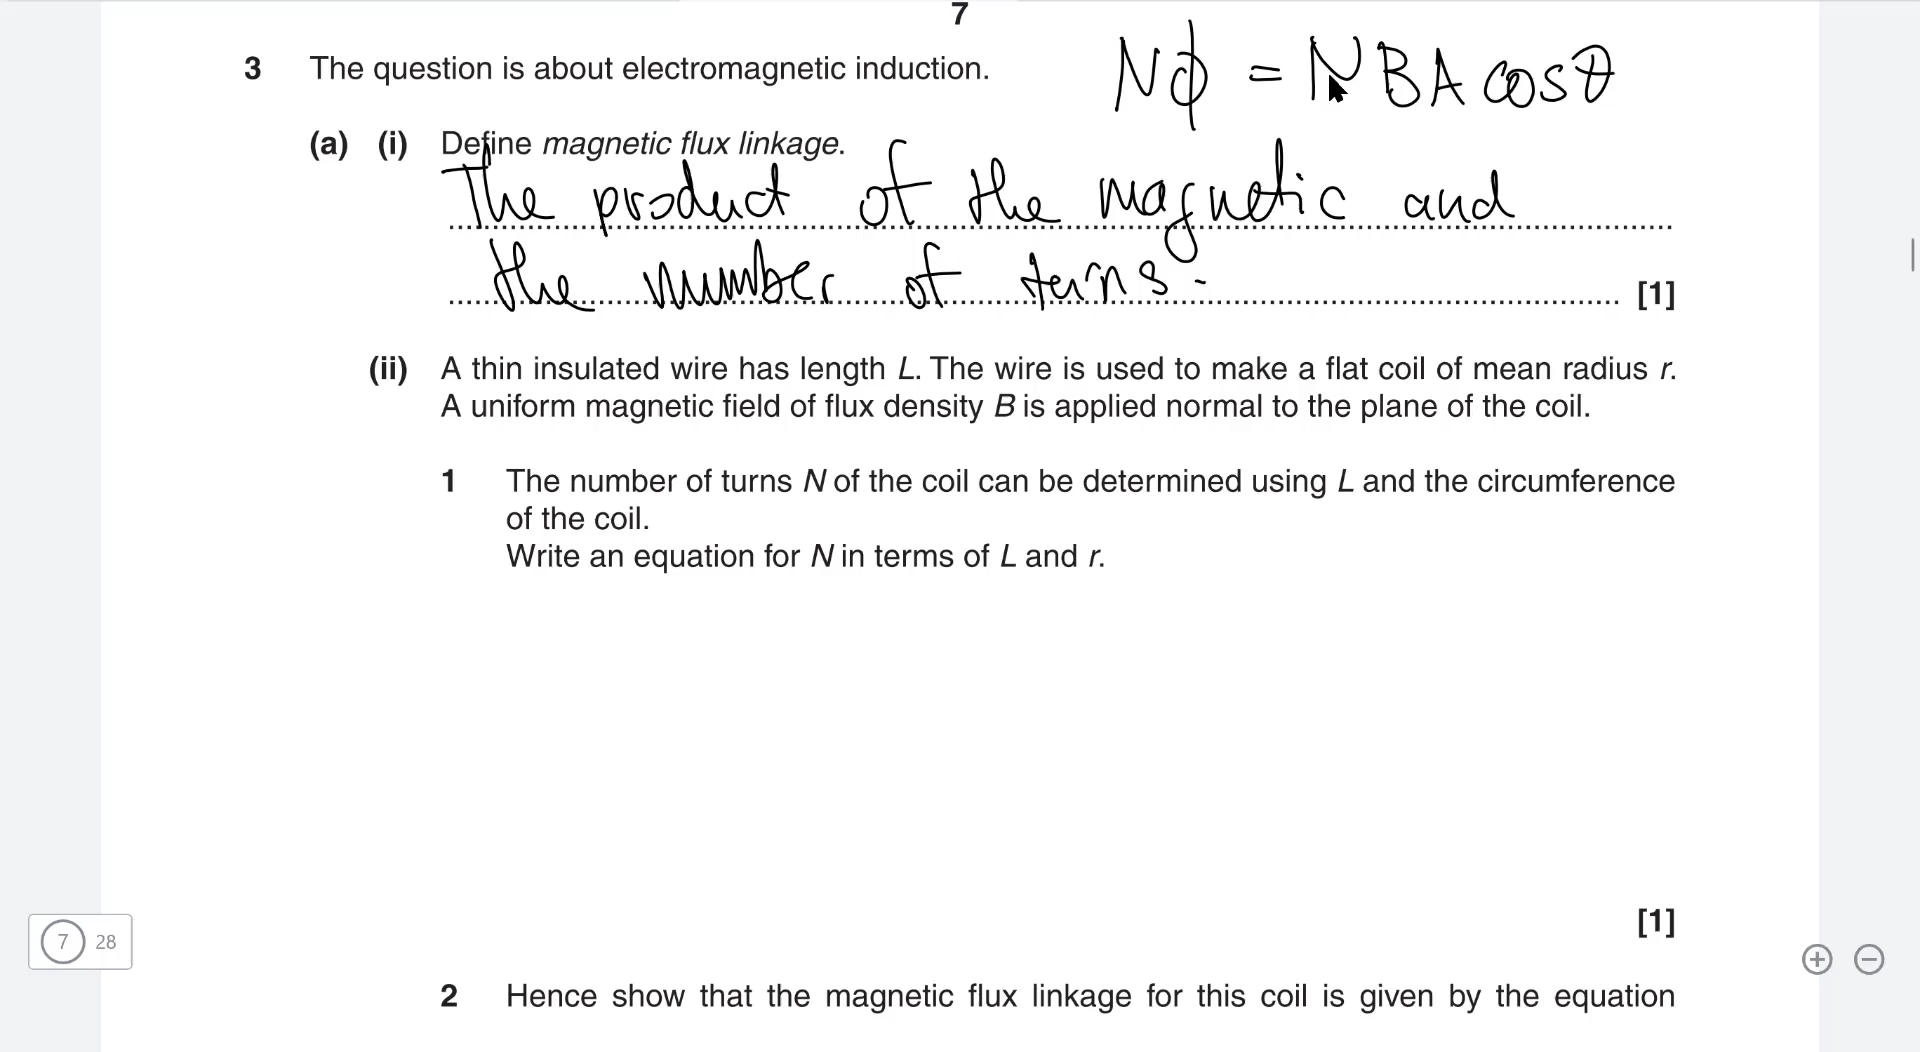 7
3 The question is about electromagnetic induction.
Nϕ = NBA cosθ
(a) (i) Define magnetic flux linkage.
The product of the magnetic and
the number of turns.
[1]
(ii) A thin insulated wire has length L. The wire is used to make a flat coil of mean radius r.
A uniform magnetic field of flux density B is applied normal to the plane of the coil.
1 The number of turns N of the coil can be determined using L and the circumference
of the coil.
Write an equation for N in terms of L and r.
[1]
7 28
2 Hence show that the magnetic flux linkage for this coil is given by the equation